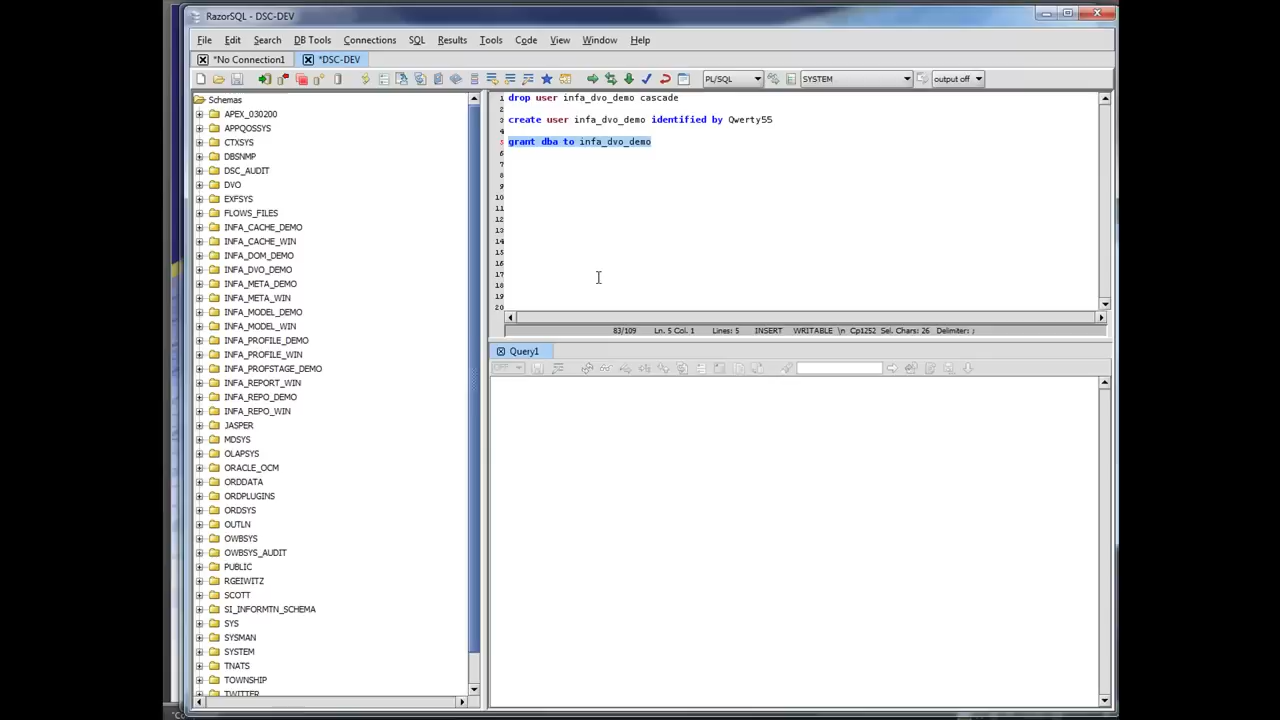 RazorSQL - DSC-DEV
File Edit Search DB Tools Connections SQL Results Tools Code View Window Help
*No Connection1 *DSC-DEV
PL/SQL SYSTEM output off
Schemas
APEX_030200
APPQOSSYS
CTXSYS
DBSNMP
DSC_AUDIT
DVO
EXFSYS
FLOWS_FILES
INFA_CACHE_DEMO
INFA_CACHE_WIN
INFA_DOM_DEMO
INFA_DVO_DEMO
INFA_META_DEMO
INFA_META_WIN
INFA_MODEL_DEMO
INFA_MODEL_WIN
INFA_PROFILE_DEMO
INFA_PROFILE_WIN
INFA_PROFSTAGE_DEMO
INFA_REPORT_WIN
INFA_REPO_DEMO
INFA_REPO_WIN
JASPER
MDSYS
OLAPSYS
ORACLE_OCM
ORDDATA
ORDPLUGINS
ORDSYS
OUTLN
OWBSYS
OWBSYS_AUDIT
PUBLIC
RGEIWITZ
SCOTT
SI_INFORMTN_SCHEMA
SYS
SYSMAN
SYSTEM
TNATS
TOWNSHIP
TWITTER
1 drop user infa_dvo_demo cascade
2
3 create user infa_dvo_demo identified by Qwerty55
4
5 grant dba to infa_dvo_demo
6
7
8
9
10
11
12
13
14
15
16
17
18
19
20
83/109 Ln. 5 Col. 1 Lines: 5 INSERT WRITABLE \n Cp1252 Sel. Chars: 26 Delimiter: ;
Query1
OFF